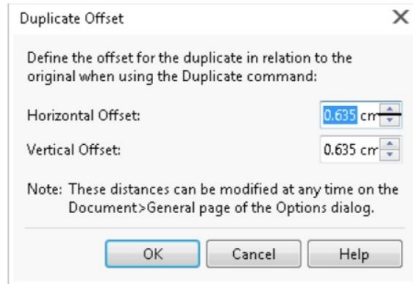 Duplicate Offset
Define the offset for the duplicate in relation to the
original when using the Duplicate command:
Horizontal Offset: 0.635 cm
Vertical Offset: 0.635 cm
Note: These distances can be modified at any time on the
Document>General page of the Options dialog.
OK Cancel Help